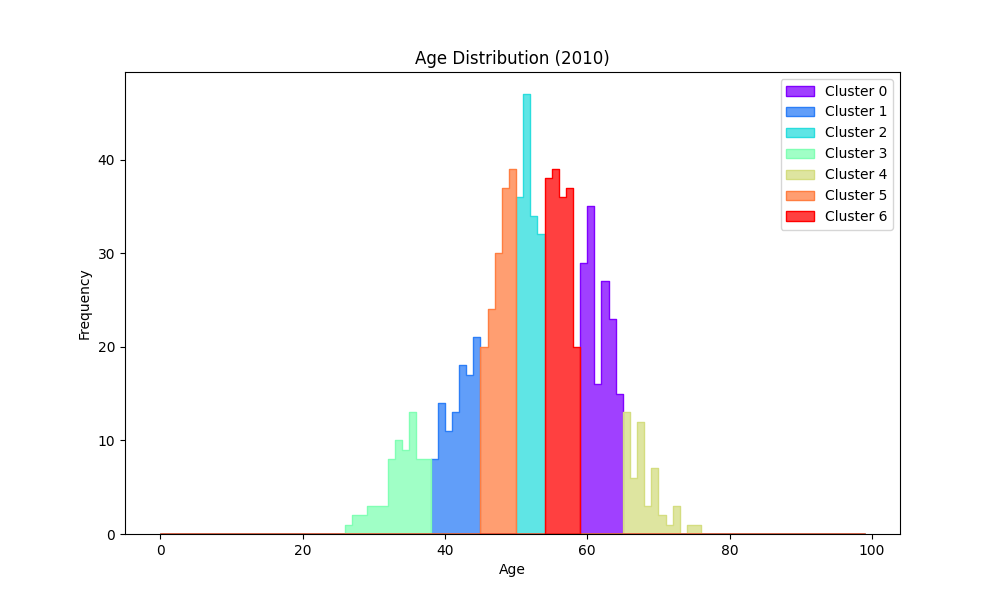 Age Distribution (2010)
Cluster 0
Cluster 1
Cluster 2
Cluster 3
Cluster 4
Cluster 5
Cluster 6
Frequency
40
30
20
10
0
0 20 40 60 80 100
Age